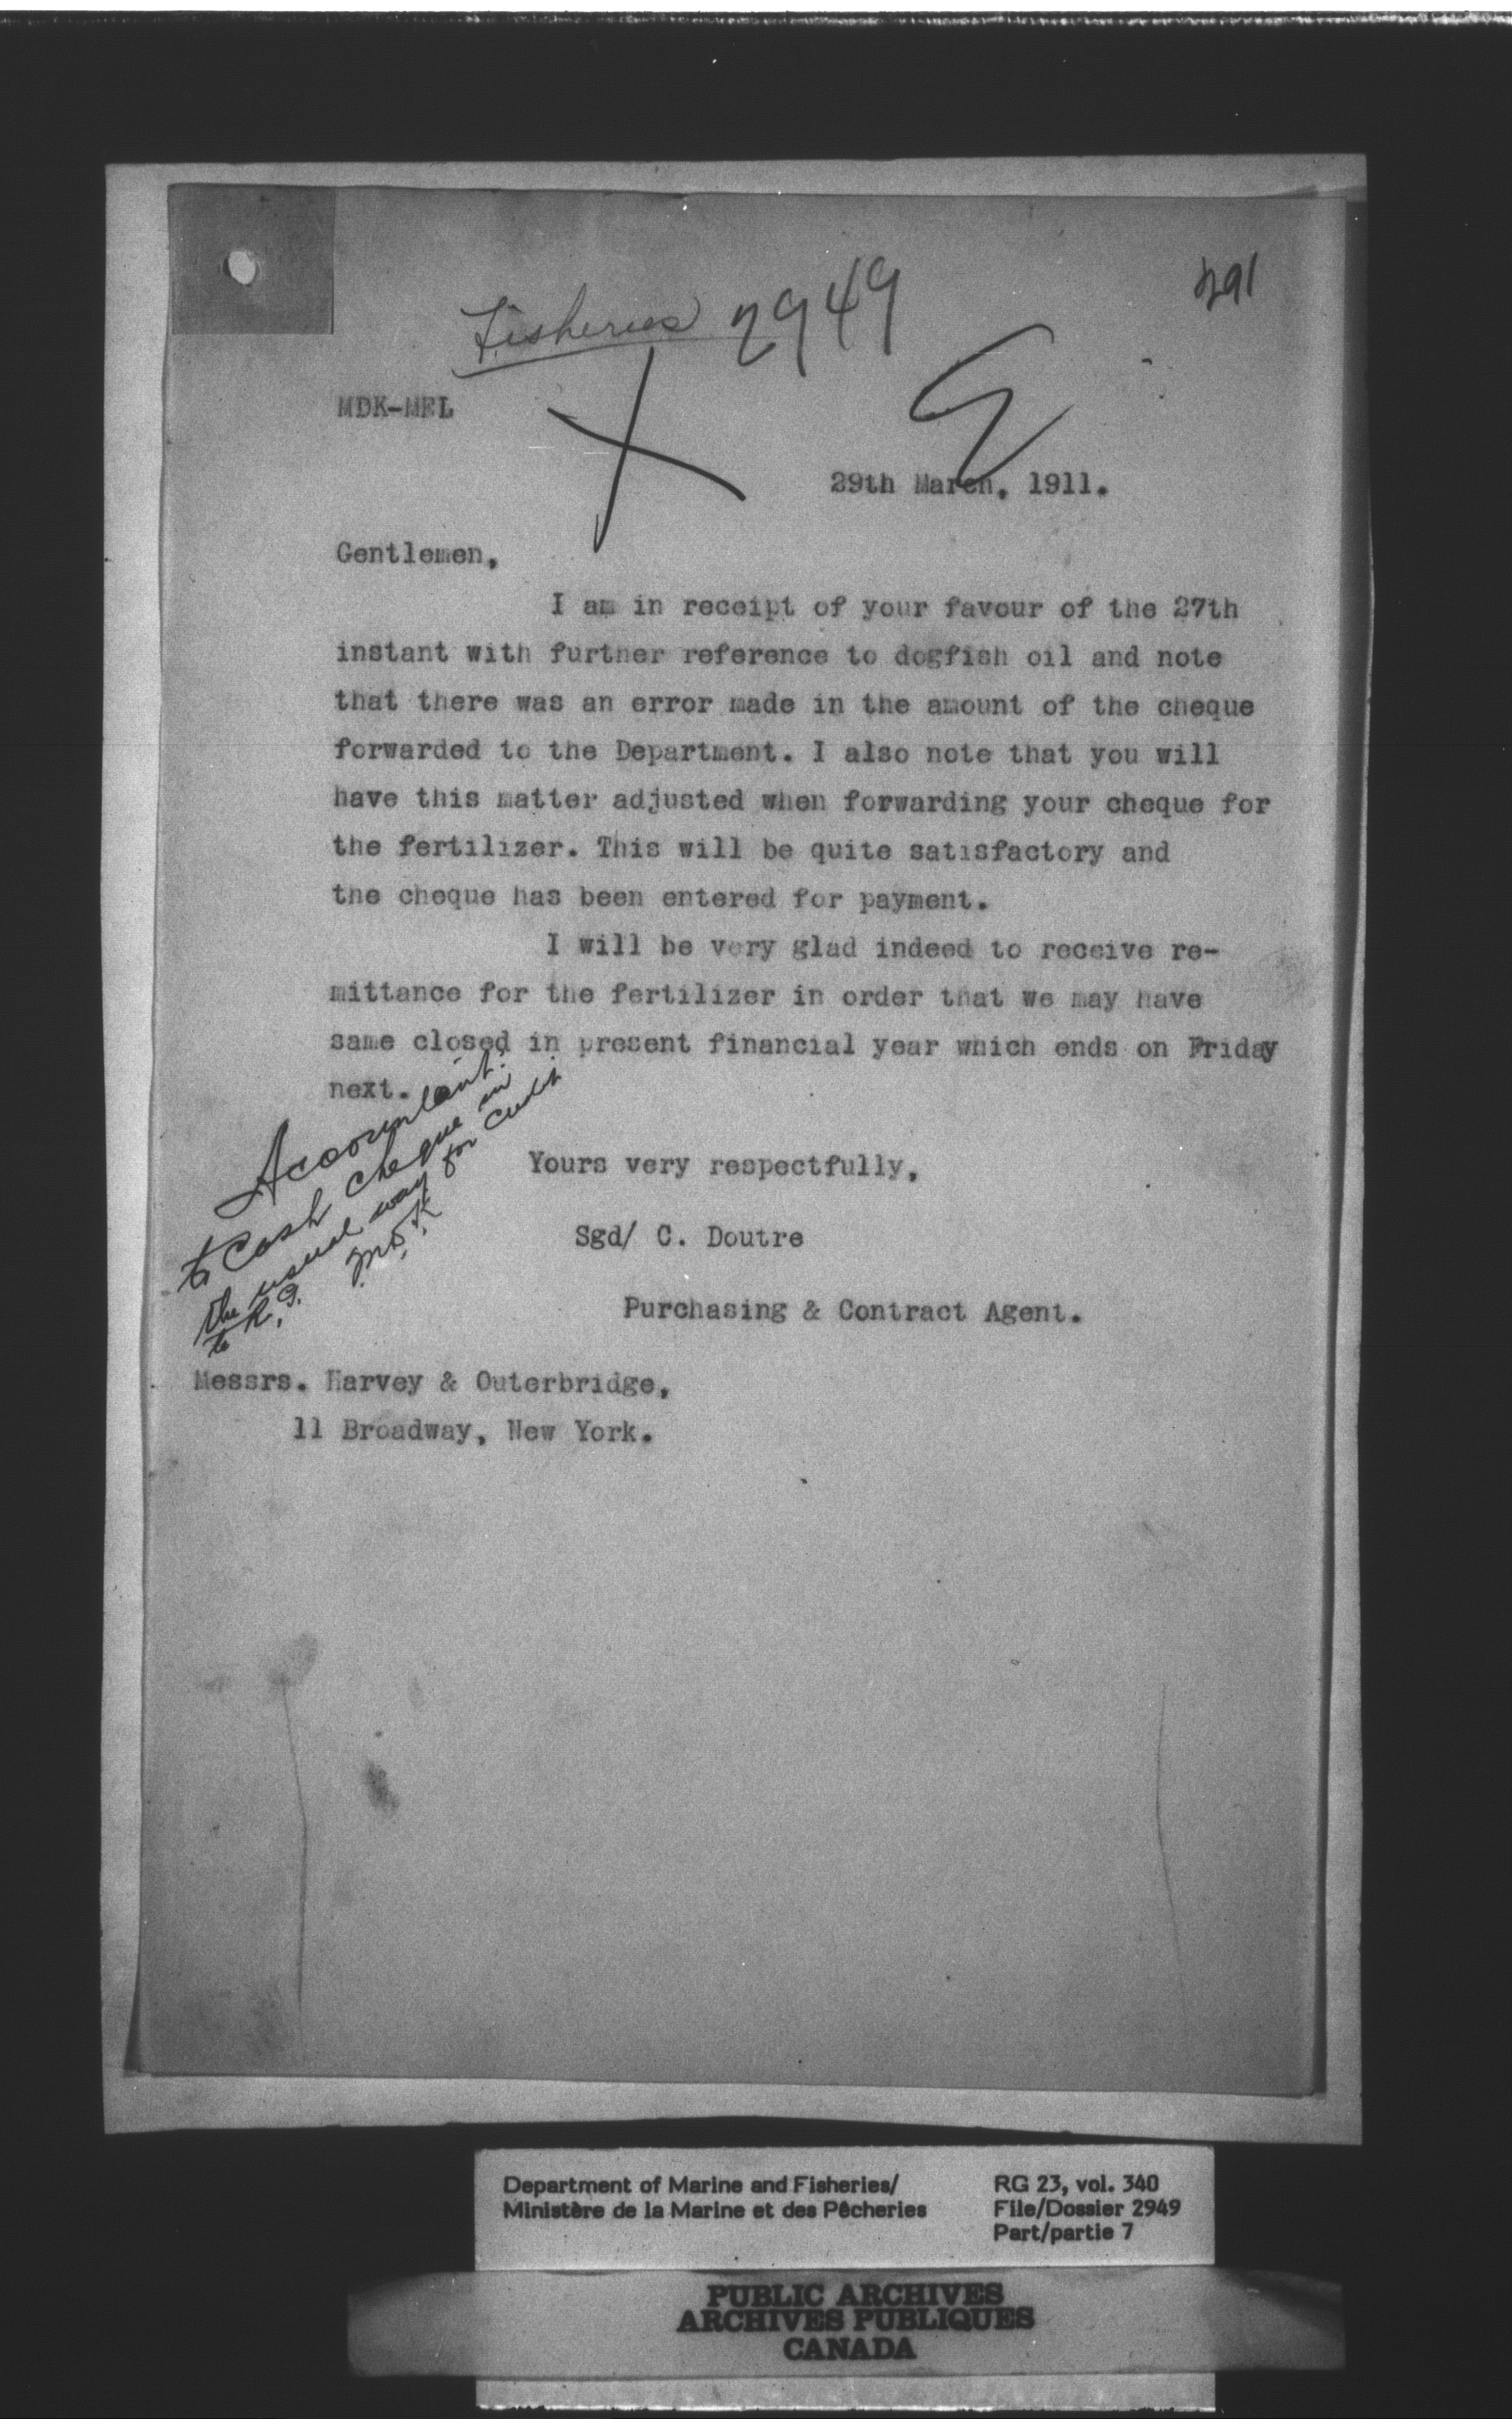 Fisheries 2949
291
MDK-MEL
29th March, 1911.
Gentlemen,
I am in receipt of your favour of the 27th
instant with further reference to dogfish oil and note
that there was an error made in the amount of the cheque
forwarded to the Department. I also note that you will
have this matter adjusted when forwarding your cheque for
the fertilizer. This will be quite satisfactory and
the cheque has been entered for payment.
I will be very glad indeed to receive re-
mittance for the fertilizer in order that we may have
same closed in present financial year which ends on Friday
next.
Accountant.
to Cash cheque in
the usual way for credit
to R. G.
M.D.K.
Yours very respectfully,
Sgd/ C. Doutre
Purchasing & Contract Agent.
Messrs. Harvey & Outerbridge,
11 Broadway, New York.
Department of Marine and Fisheries/
Ministère de la Marine et des Pêcheries
RG 23, vol. 340
File/Dossier 2949
Part/partie 7
PUBLIC ARCHIVES
ARCHIVES PUBLIQUES
CANADA